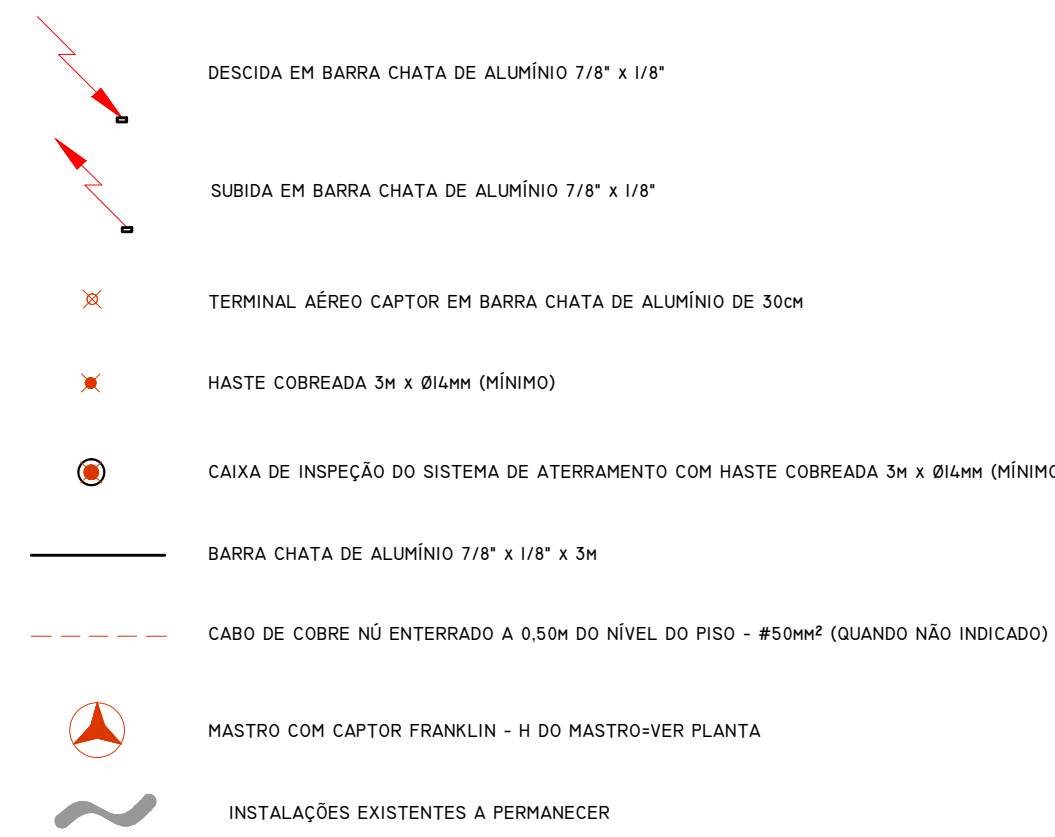 DESCIDA EM BARRA CHATA DE ALUMÍNIO 7/8" x 1/8"
SUBIDA EM BARRA CHATA DE ALUMÍNIO 7/8" x 1/8"
TERMINAL AÉREO CAPTOR EM BARRA CHATA DE ALUMÍNIO DE 30cm
HASTE COBREADA 3m x Ø14mm (MÍNIMO)
CAIXA DE INSPEÇÃO DO SISTEMA DE ATERRAMENTO COM HASTE COBREADA 3m x Ø14mm (MÍNIMO
BARRA CHATA DE ALUMÍNIO 7/8" x 1/8" x 3m
CABO DE COBRE NÚ ENTERRADO A 0,50m DO NÍVEL DO PISO - #50mm² (QUANDO NÃO INDICADO)
MASTRO COM CAPTOR FRANKLIN - H DO MASTRO=VER PLANTA
INSTALAÇÕES EXISTENTES A PERMANECER